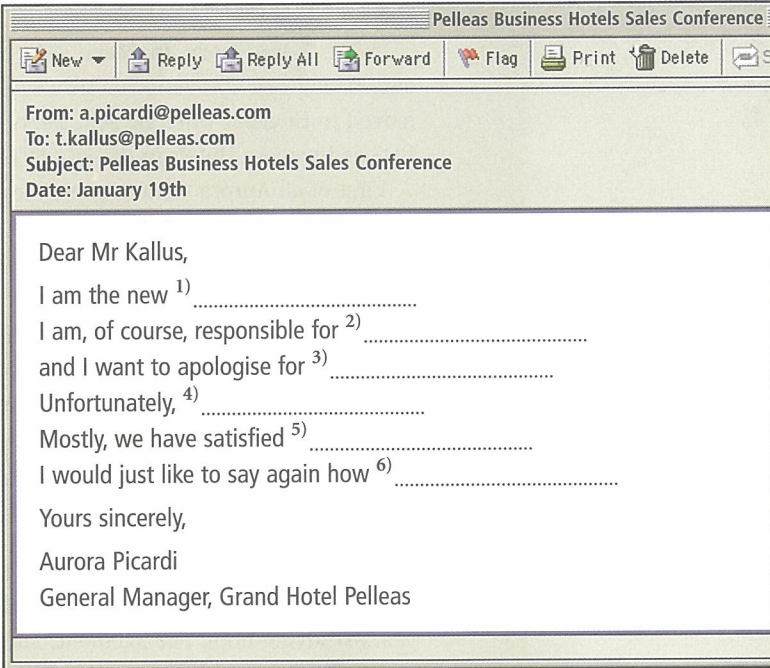 Pelleas Business Hotels Sales Conference
New Reply Reply All Forward Flag Print Delete
From: a.picardi@pelleas.com
To: t.kallus@pelleas.com
Subject: Pelleas Business Hotels Sales Conference
Date: January 19th
Dear Mr Kallus,
I am the new 1)........................................
I am, of course, responsible for 2)........................................
and I want to apologise for 3)........................................
Unfortunately, 4)........................................
Mostly, we have satisfied 5)........................................
I would just like to say again how 6)........................................
Yours sincerely,
Aurora Picardi
General Manager, Grand Hotel Pelleas